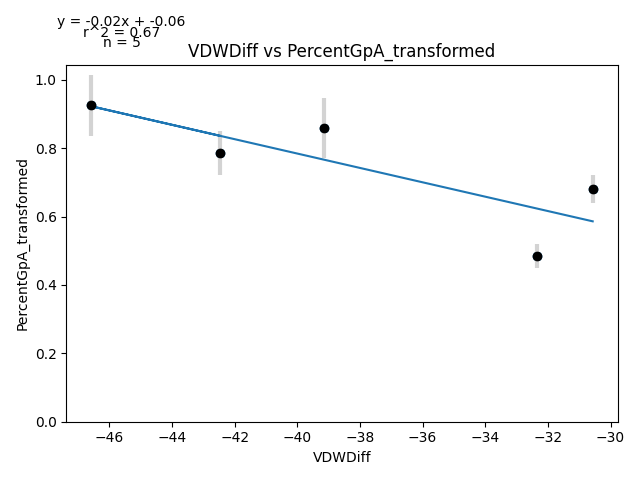 y = -0.02x + -0.06
r^2 = 0.67
n = 5
VDWDiff vs PercentGpA_transformed
1.0
0.8
0.6
0.4
0.2
0.0
PercentGpA_transformed
−46
−44
−42
−40
−38
−36
−34
−32
−30
VDWDiff